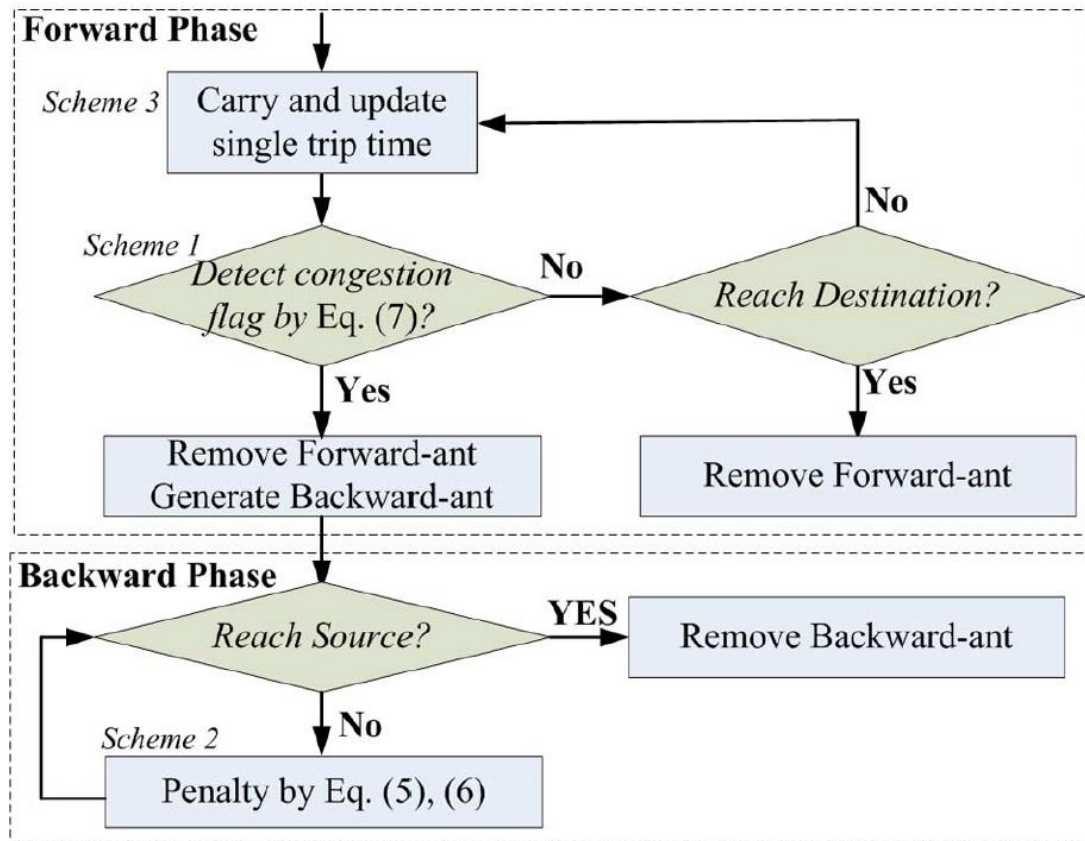 Forward Phase
Scheme 3
Carry and update
single trip time
No
Scheme 1
Detect congestion
flag by Eq. (7)?
No
Reach Destination?
Yes
Yes
Remove Forward-ant
Generate Backward-ant
Remove Forward-ant
Backward Phase
Reach Source?
YES
Remove Backward-ant
No
Scheme 2
Penalty by Eq. (5), (6)